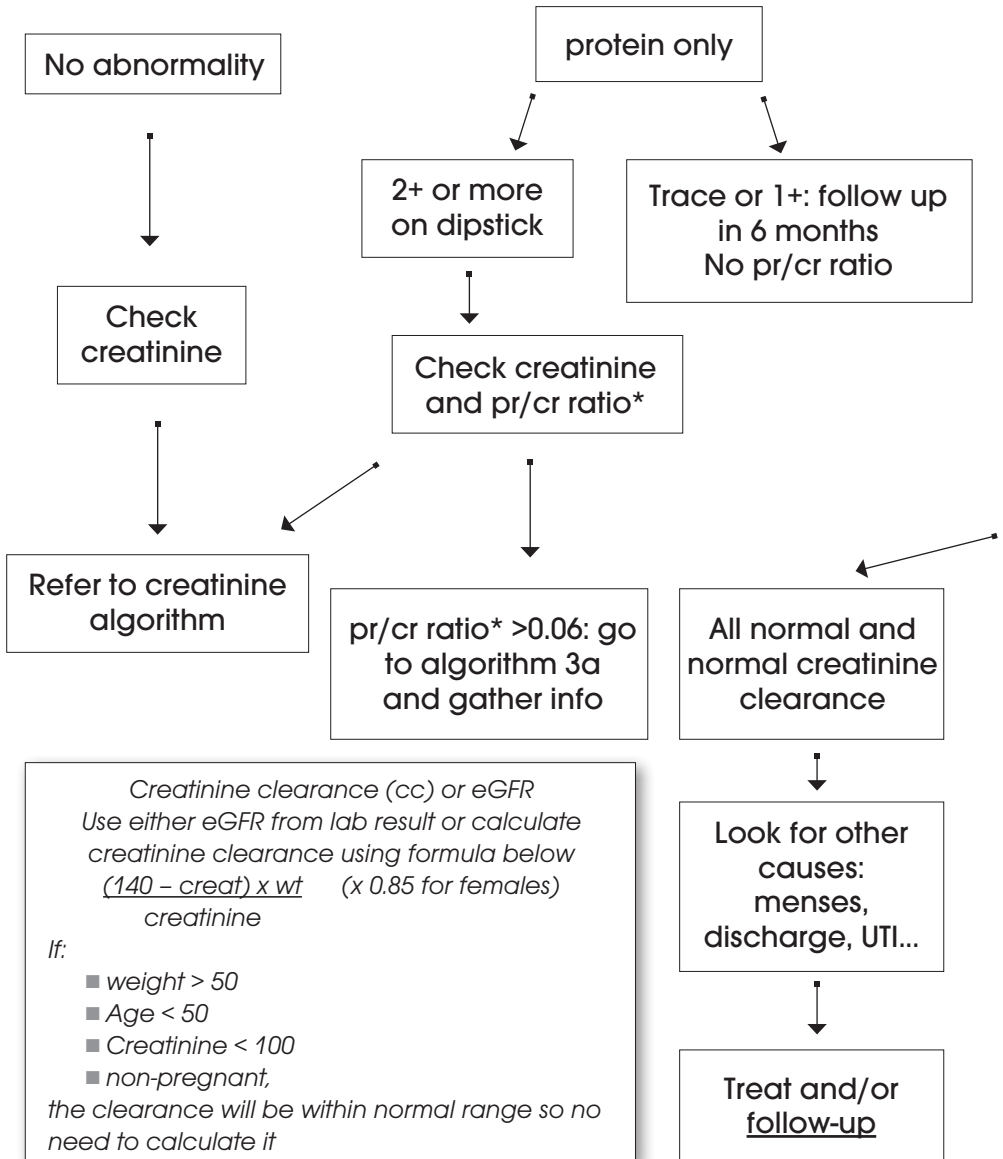 No abnormality
protein only
2+ or more
on dipstick
Trace or 1+: follow up
in 6 months
No pr/cr ratio
Check
creatinine
Check creatinine
and pr/cr ratio*
Refer to creatinine
algorithm
pr/cr ratio* >0.06: go
to algorithm 3a
and gather info
All normal and
normal creatinine
clearance
Look for other
causes:
menses,
discharge, UTI...
Treat and/or
follow-up
Creatinine clearance (cc) or eGFR
Use either eGFR from lab result or calculate
creatinine clearance using formula below
(140 – creat) x wt (x 0.85 for females)
creatinine
If:
■ weight > 50
■ Age < 50
■ Creatinine < 100
■ non-pregnant,
the clearance will be within normal range so no
need to calculate it